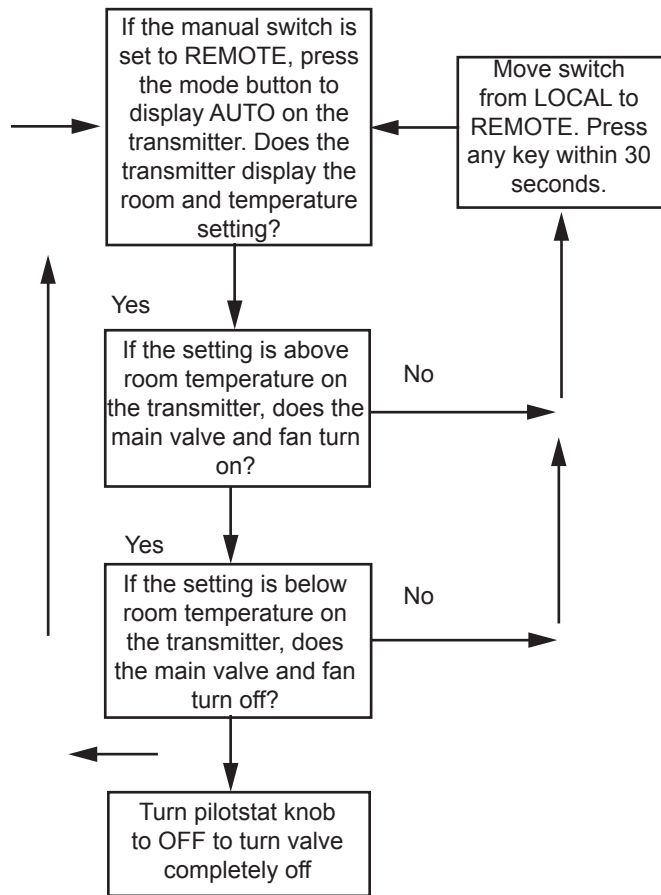 If the manual switch is
set to REMOTE, press
the mode button to
display AUTO on the
transmitter. Does the
transmitter display the
room and temperature
setting?
Move switch
from LOCAL to
REMOTE. Press
any key within 30
seconds.
Yes
If the setting is above
room temperature on
the transmitter, does the
main valve and fan turn
on?
No
Yes
If the setting is below
room temperature on
the transmitter, does
the main valve and fan
turn off?
No
Turn pilotstat knob
to OFF to turn valve
completely off